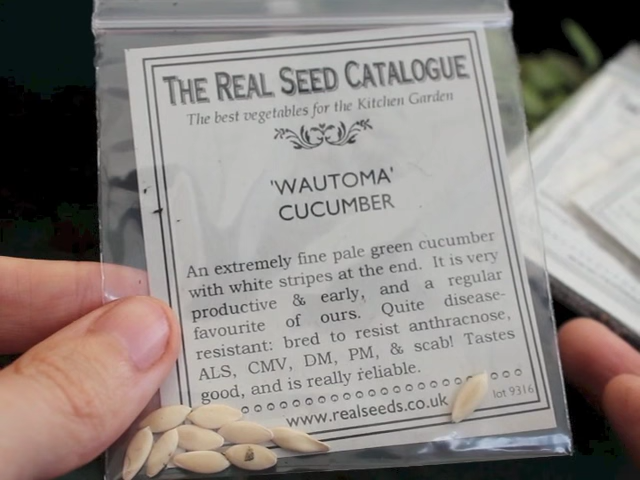 THE REAL SEED CATALOGUE
The best vegetables for the Kitchen Garden
'WAUTOMA'
CUCUMBER
An extremely fine pale green cucumber
with white stripes at the end. It is very
productive & early, and a regular
favourite of ours. Quite disease-
resistant: bred to resist anthracnose,
ALS, CMV, DM, PM, & scab! Tastes
good, and is really reliable.
www.realseeds.co.uk lot 9316